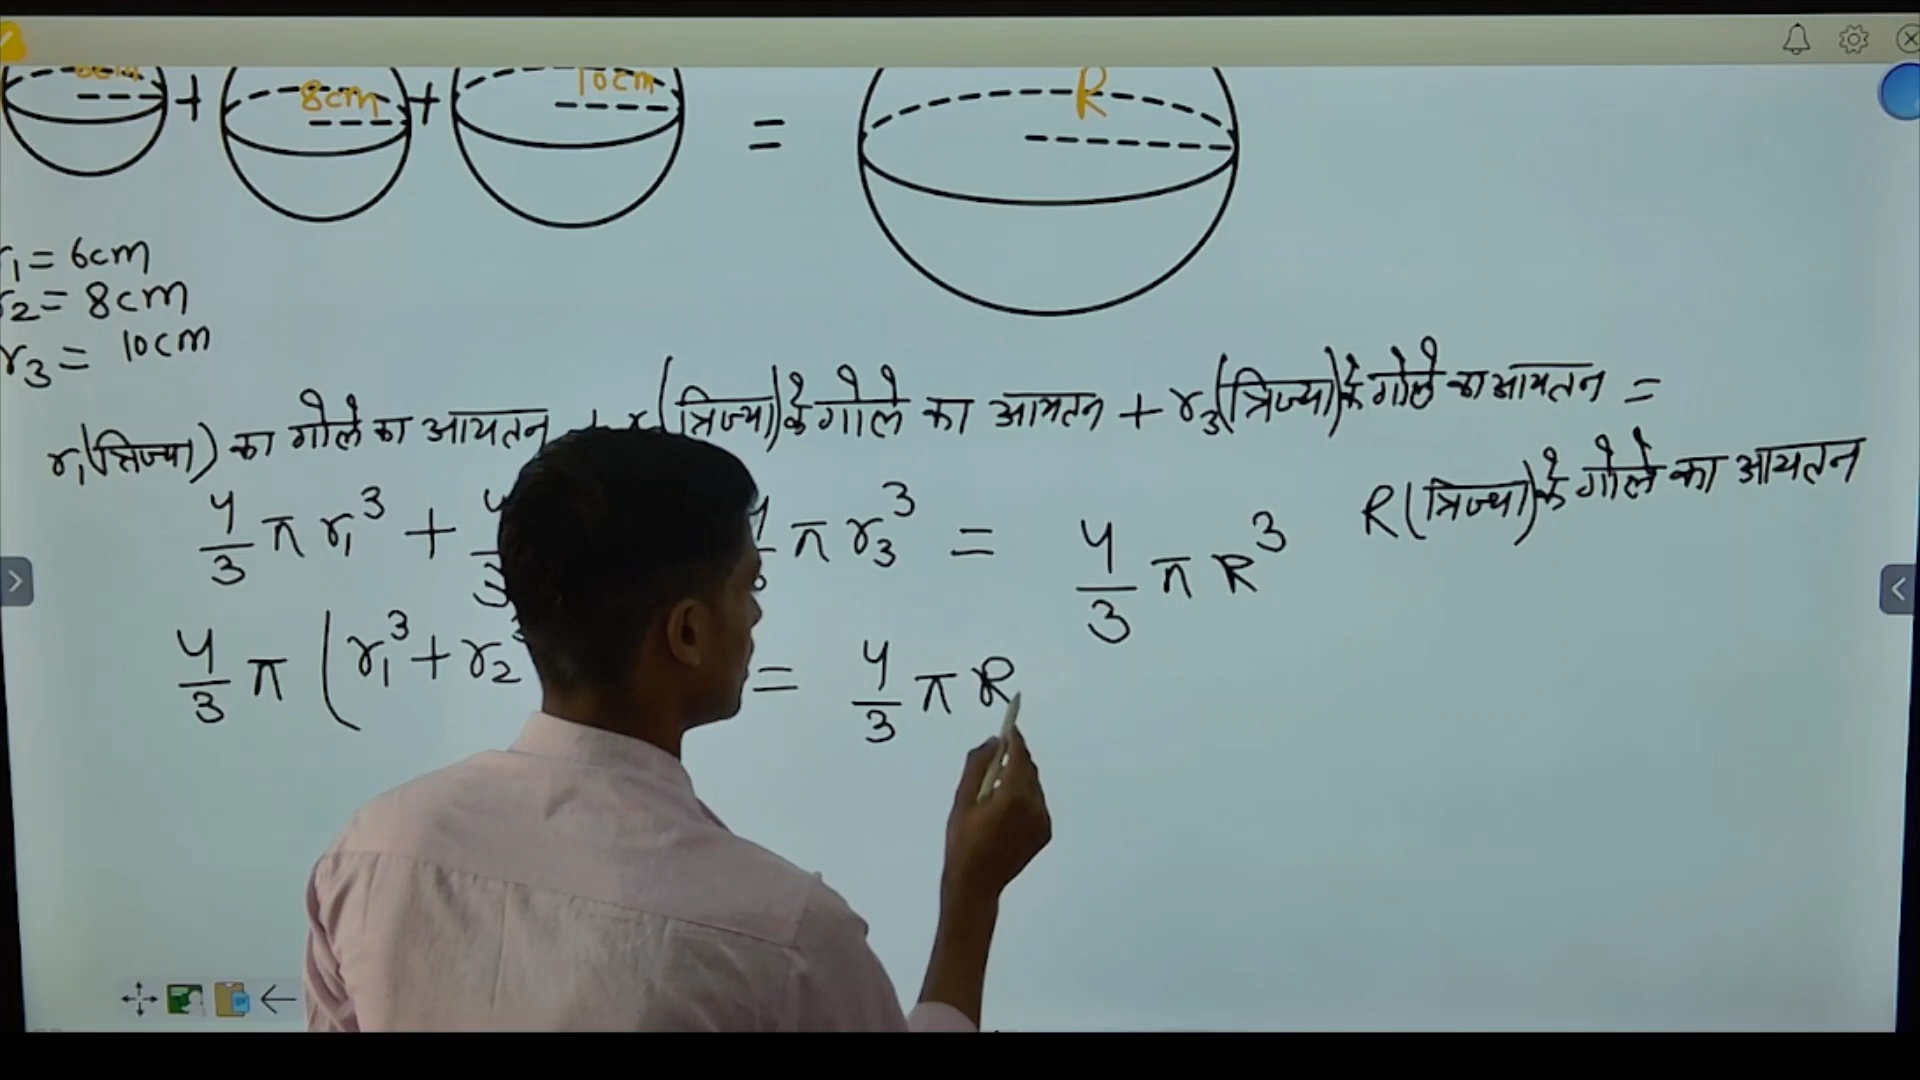 + 8cm + 10cm = R
r1 = 6cm
r2 = 8cm
r3 = 10cm
r1(त्रिज्या) का गोले का आयतन + (त्रिज्या) के गोले का आयतन + r3(त्रिज्या) के गोले का आयतन =
R(त्रिज्या) के गोले का आयतन
4/3 π r1³ + π r3³ = 4/3 π R³
4/3 π (r1³ + r2 = 4/3 π R